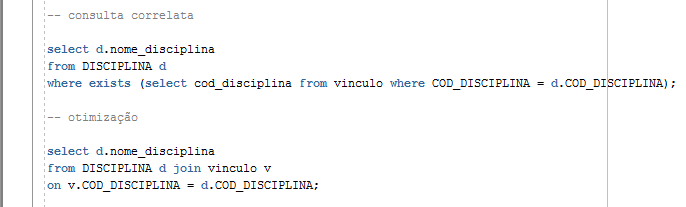 -- consulta correlata
select d.nome_disciplina
from DISCIPLINA d
where exists (select cod_disciplina from vinculo where COD_DISCIPLINA = d.COD_DISCIPLINA);
-- otimização
select d.nome_disciplina
from DISCIPLINA d join vinculo v
on v.COD_DISCIPLINA = d.COD_DISCIPLINA;